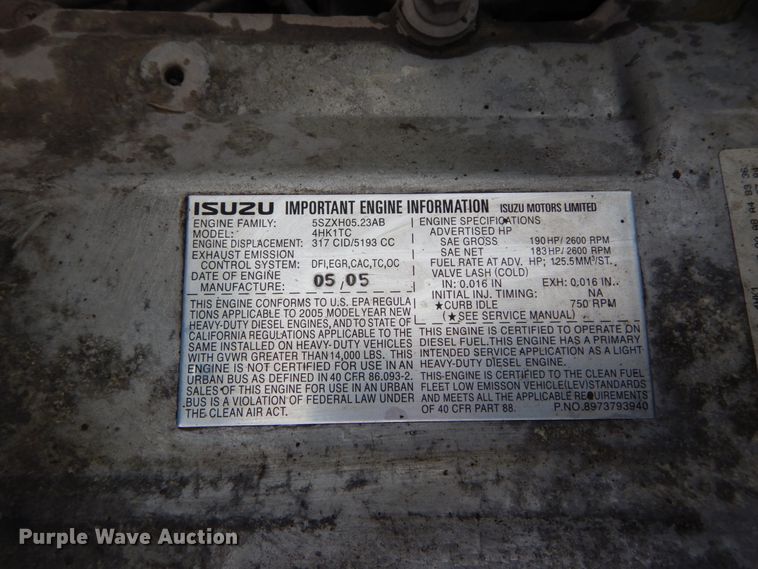 ISUZU IMPORTANT ENGINE INFORMATION ISUZU MOTORS LIMITED
ENGINE FAMILY: 5SZXH05.23AB
MODEL: 4HK1TC
ENGINE DISPLACEMENT: 317 CID/5193 CC
EXHAUST EMISSION
CONTROL SYSTEM: DFI,EGR,CAC,TC,OC
DATE OF ENGINE
MANUFACTURE: 05/05
THIS ENGINE CONFORMS TO U.S. EPA REGULA
TIONS APPLICABLE TO 2005 MODEL YEAR NEW
HEAVY-DUTY DIESEL ENGINES, AND TO STATE OF
CALIFORNIA REGULATIONS APPLICABLE TO THE
SAME INSTALLED ON HEAVY-DUTY VEHICLES
WITH GVWR GREATER THAN 14,000 LBS. THIS
ENGINE IS NOT CERTIFIED FOR USE IN AN
URBAN BUS AS DEFINED IN 40 CFR 86.093-2.
SALES OF THIS ENGINE FOR USE IN AN URBAN
BUS IS A VIOLATION OF FEDERAL LAW UNDER
THE CLEAN AIR ACT.
ENGINE SPECIFICATIONS
ADVERTISED HP
SAE GROSS 190 HP/ 2600 RPM
SAE NET 183 HP/ 2600 RPM
FUEL RATE AT ADV. HP; 125.5MM³/ST.
VALVE LASH (COLD)
IN: 0.016 IN EXH: 0.016 IN
INITIAL INJ. TIMING: NA
★CURB IDLE 750 RPM
(★SEE SERVICE MANUAL)
THIS ENGINE IS CERTIFIED TO OPERATE ON
DIESEL FUEL. THIS ENGINE HAS A PRIMARY
INTENDED SERVICE APPLICATION AS A LIGHT
HEAVY-DUTY DIESEL ENGINE.
THIS ENGINE IS CERTIFIED TO THE CLEAN FUEL
FLEET LOW EMISSON VEHICLE(LEV)STANDARDS
AND MEETS ALL THE REQUIREMENTS
OF 40 CFR PART 88. P.NO.8973793940
Purple Wave Auction